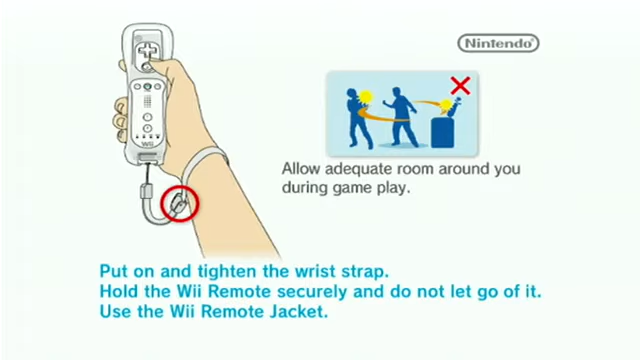 Nintendo
Wii
Allow adequate room around you
during game play.
Put on and tighten the wrist strap.
Hold the Wii Remote securely and do not let go of it.
Use the Wii Remote Jacket.